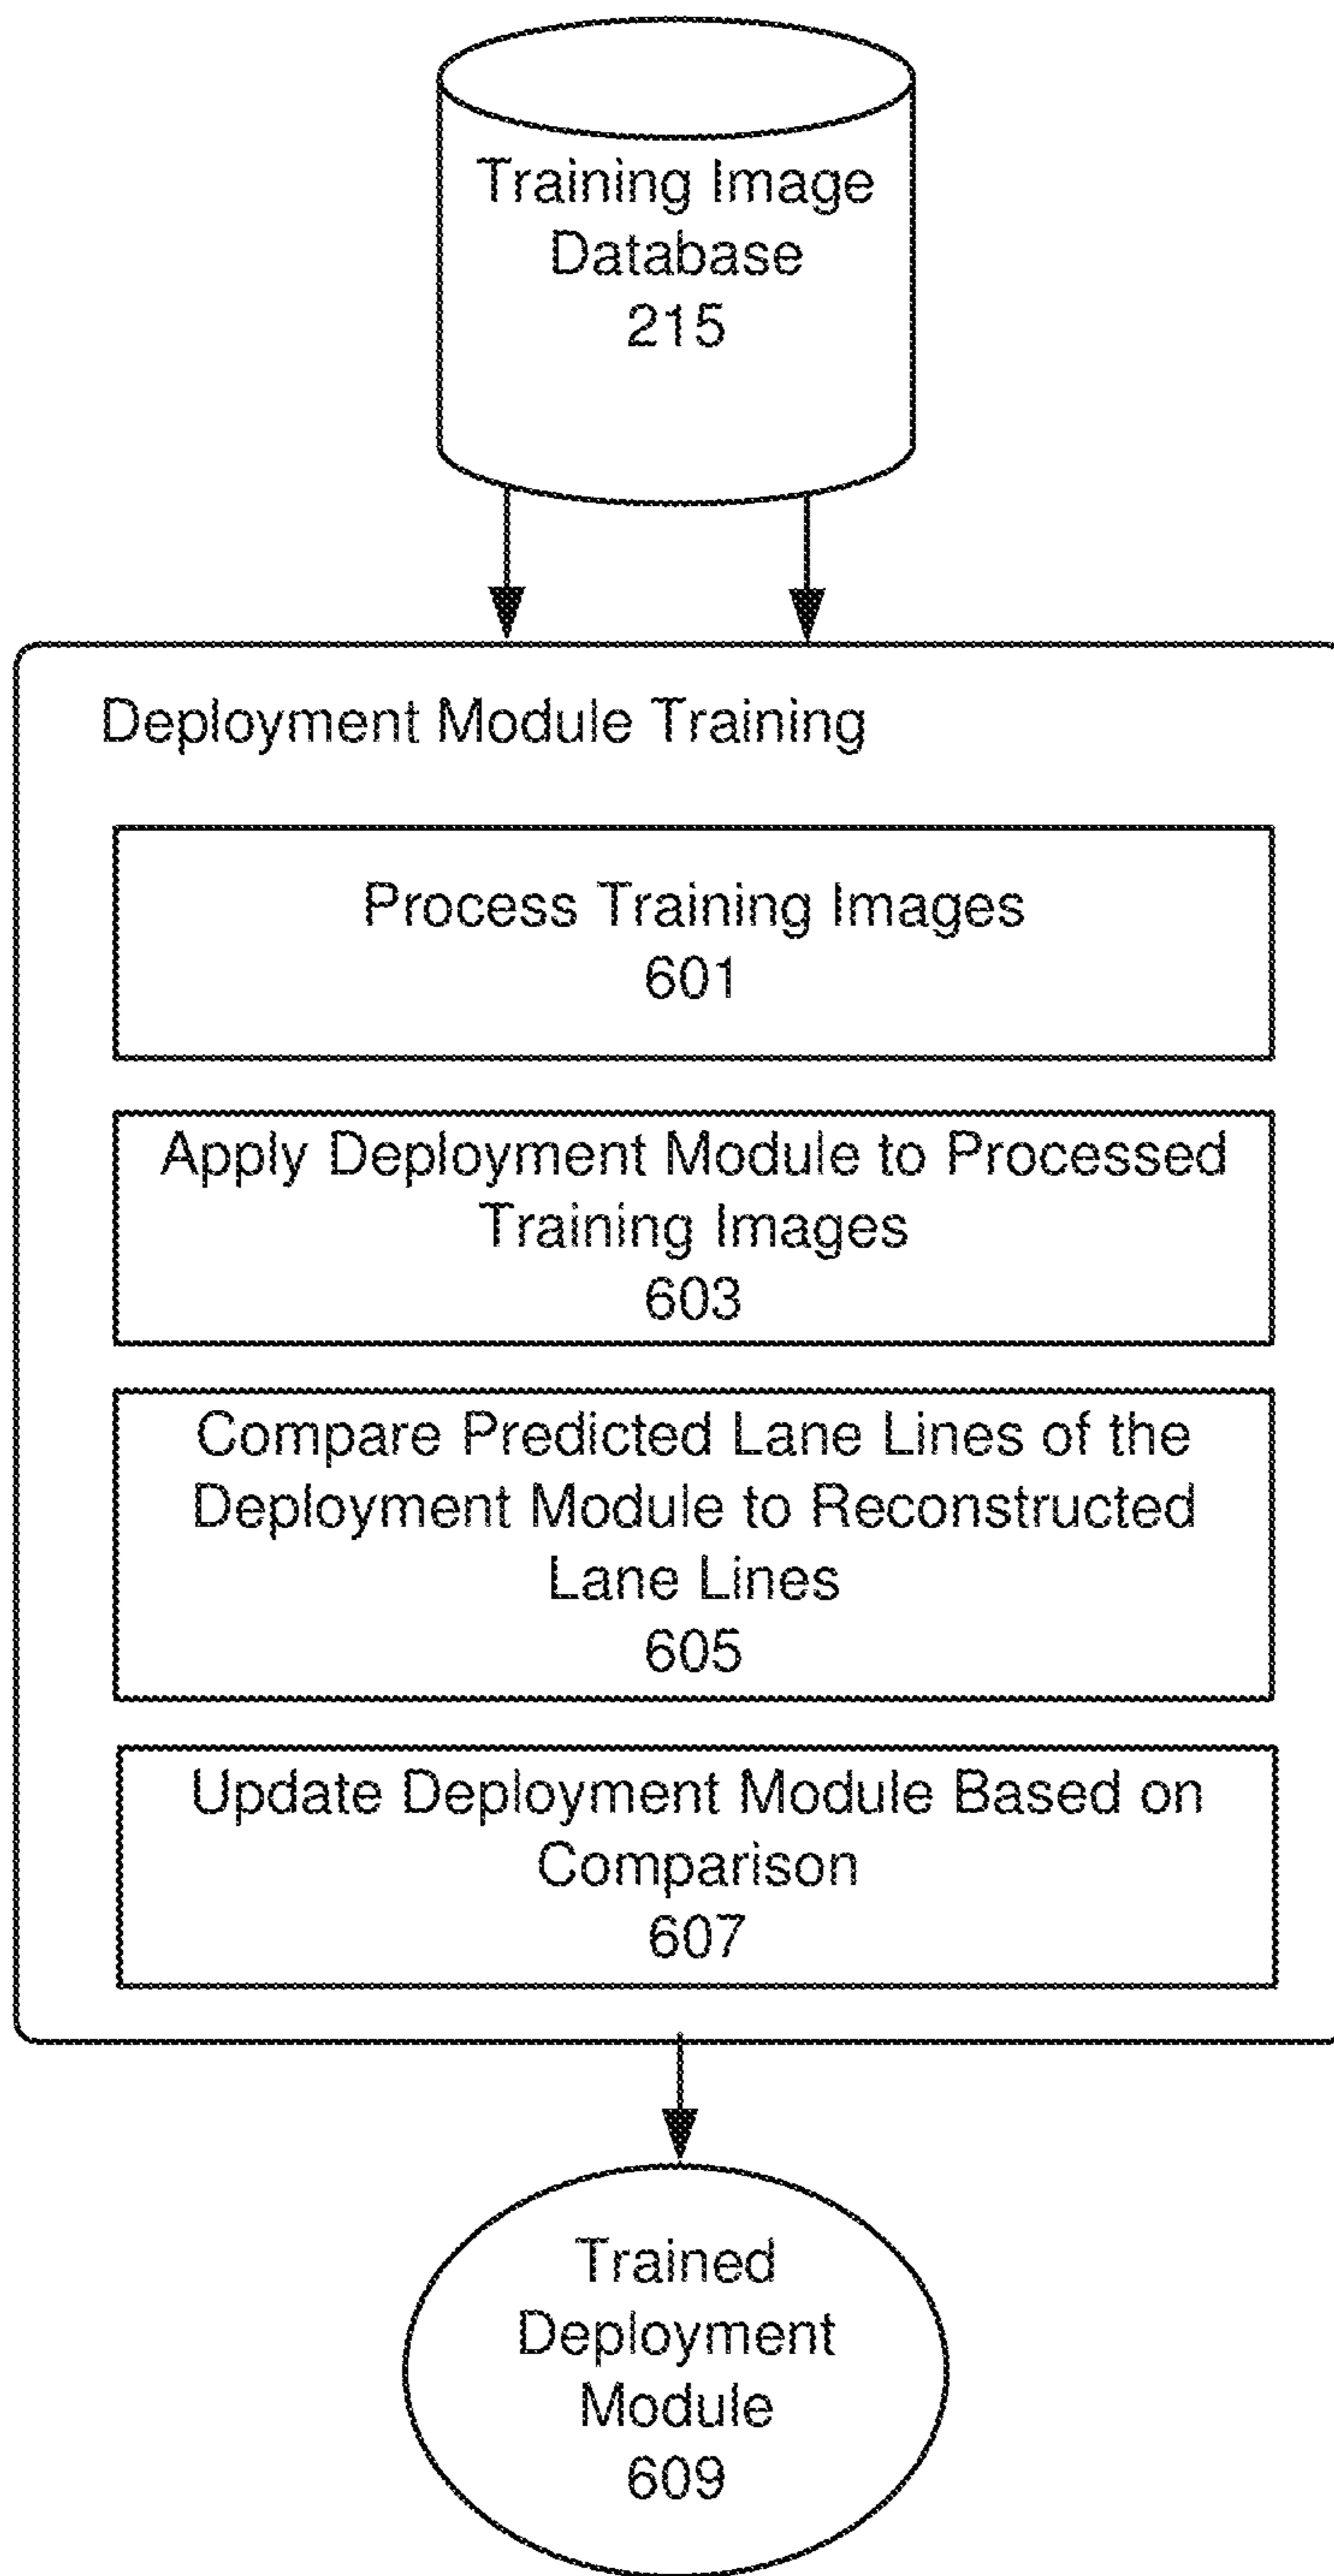 Training Image
Database
215
Deployment Module Training
Process Training Images
601
Apply Deployment Module to Processed
Training Images
603
Compare Predicted Lane Lines of the
Deployment Module to Reconstructed
Lane Lines
605
Update Deployment Module Based on
Comparison
607
Trained
Deployment
Module
609